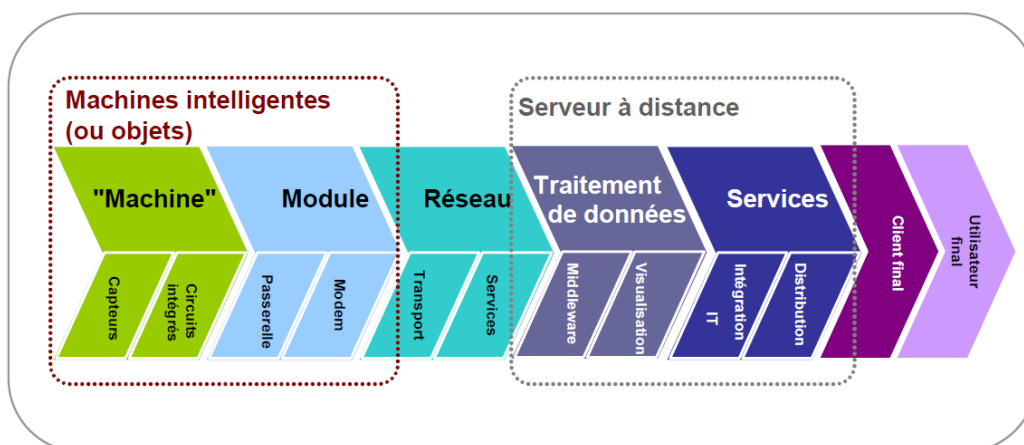 Machines intelligentes
(ou objets)
Serveur à distance
"Machine"
Module
Réseau
Traitement
de données
Services
Client final
Utilisateur
final
Capteurs
Circuits
intégrés
Passerelle
Modem
Transport
Services
Middleware
Visualisation
Intégration
IT
Distribution